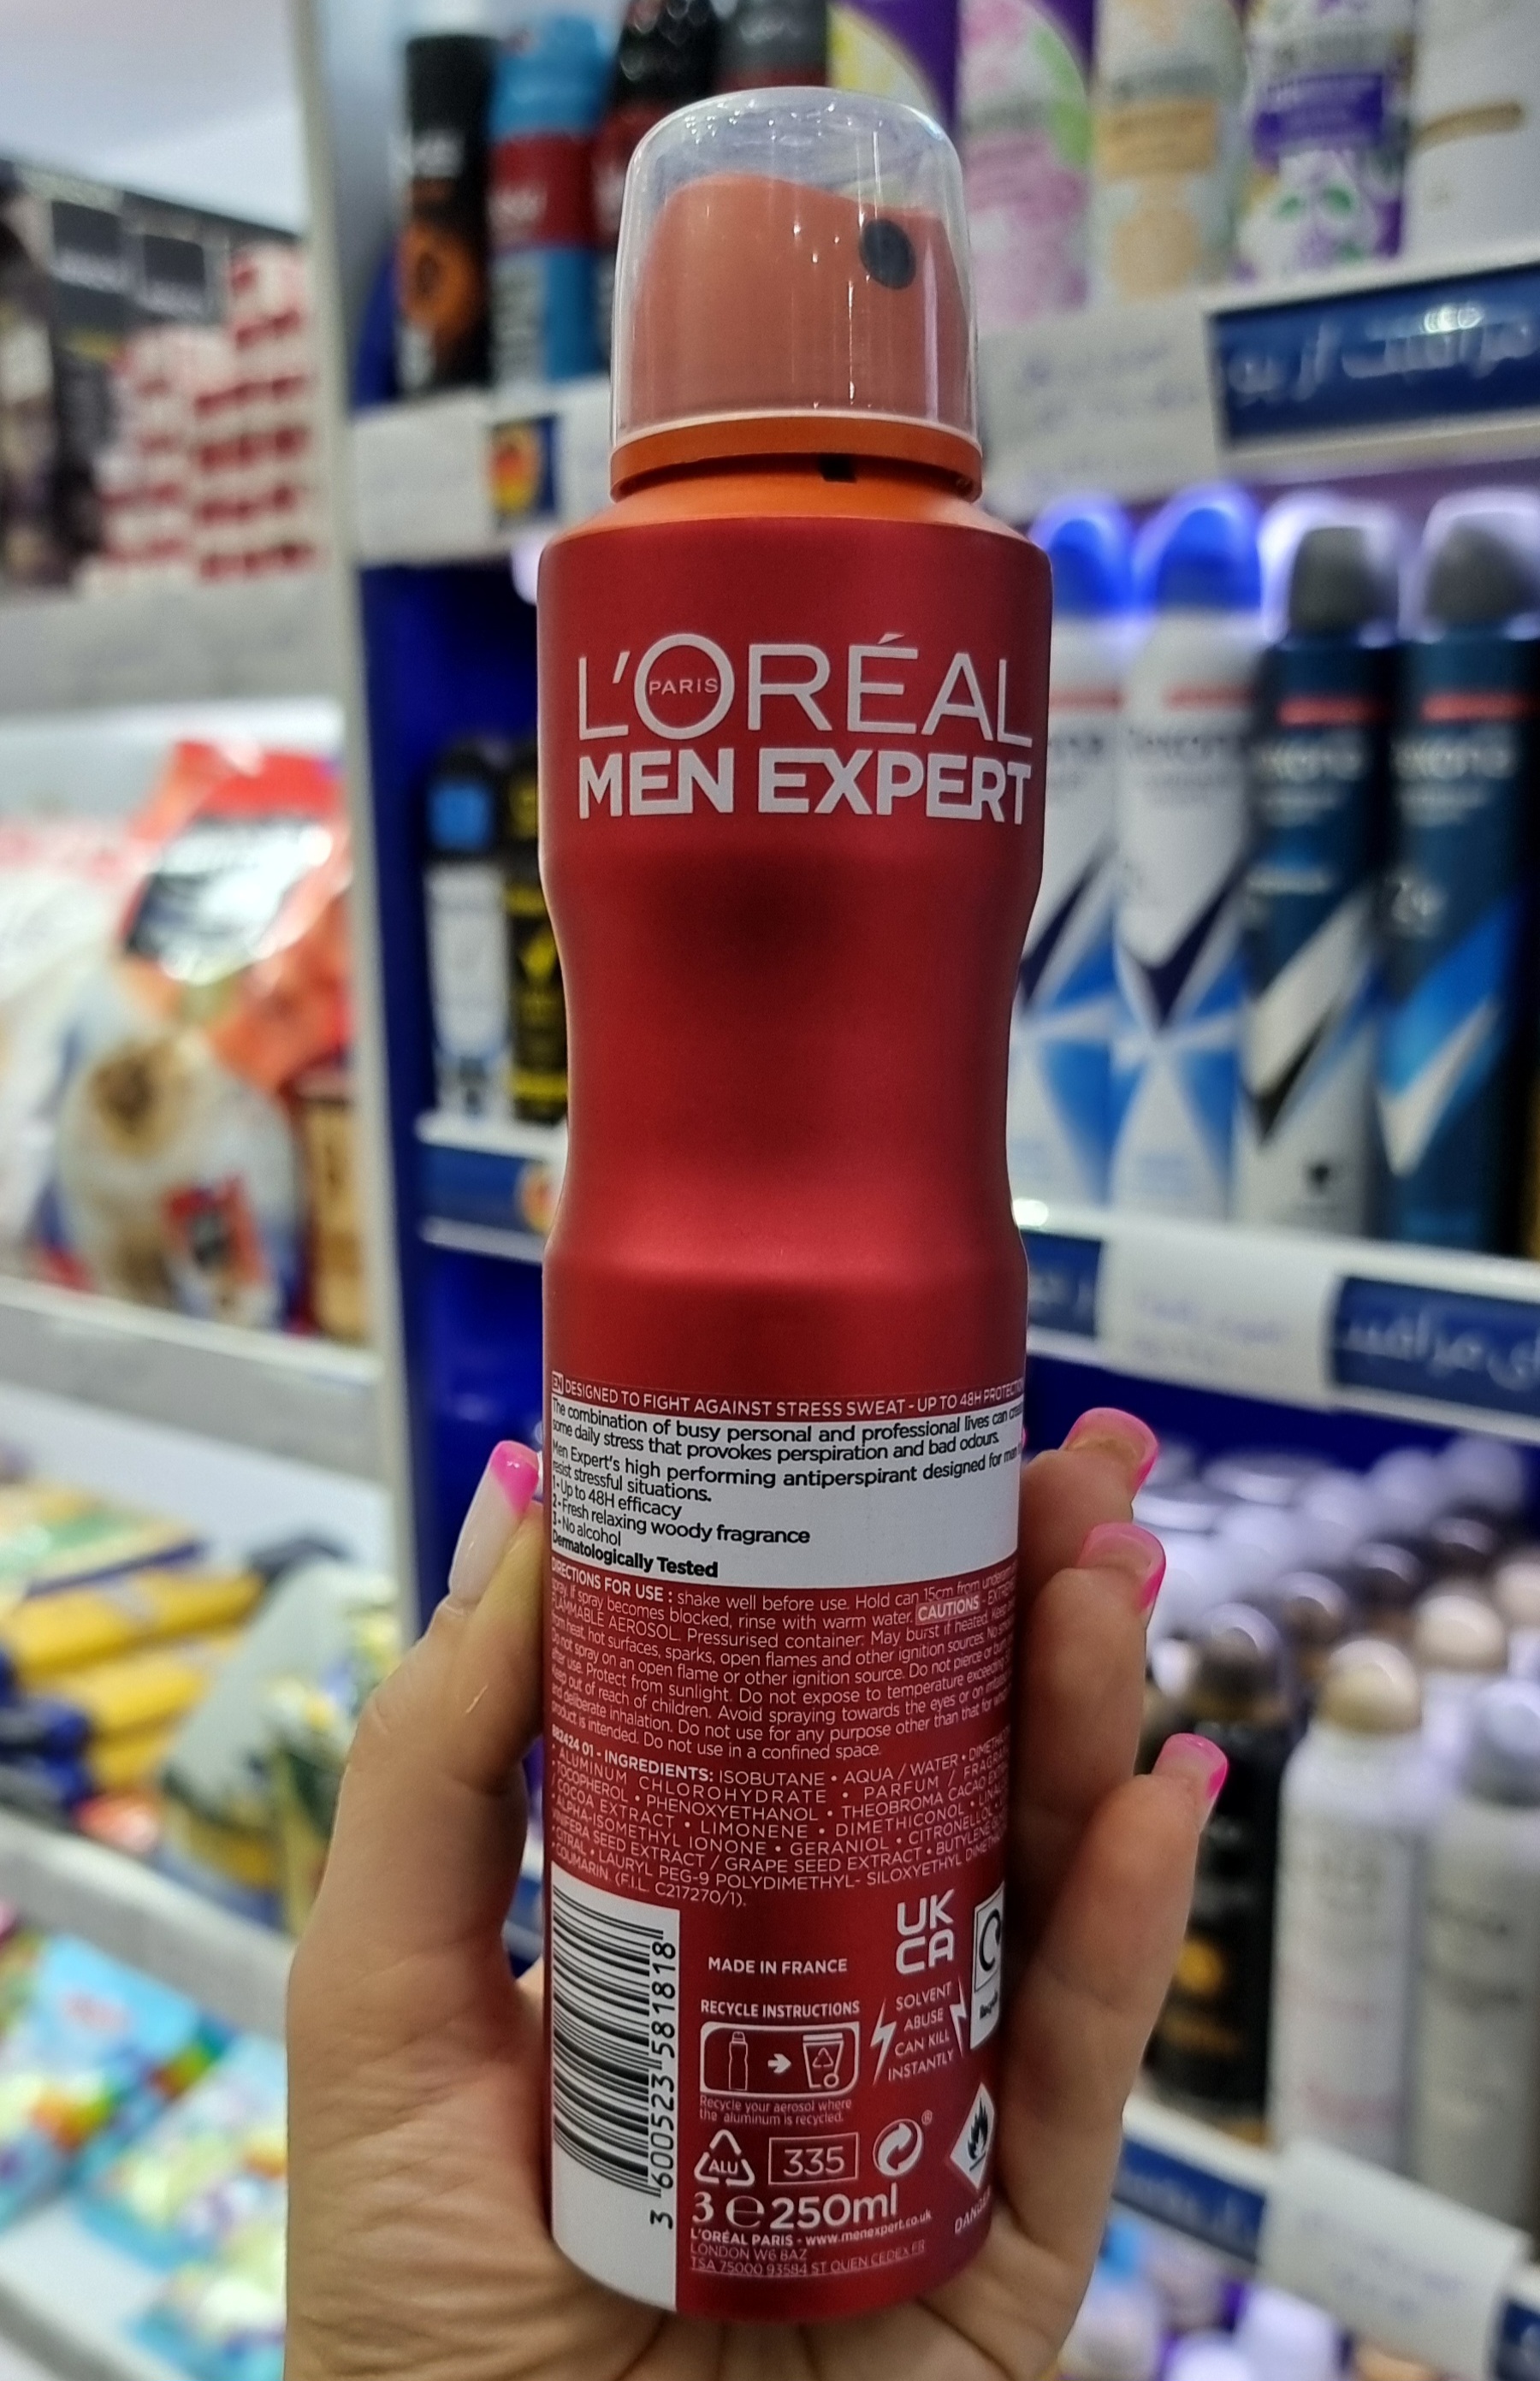 L'ORÉAL
PARIS
MEN EXPERT
EN DESIGNED TO FIGHT AGAINST STRESS SWEAT - UP TO 48H PROTECTION
The combination of busy personal and professional lives can
some daily stress that provokes perspiration and bad odours.
Men Expert's high performing antiperspirant designed for
resist stressful situations.
1-Up to 48H efficacy
2-Fresh relaxing woody fragrance
3-No alcohol
Dermatologically Tested
DIRECTIONS FOR USE : shake well before use. Hold can 15cm from
spray. If spray becomes blocked, rinse with warm water. CAUTIONS -
FLAMMABLE AEROSOL. Pressurised container: May burst if heated. Keep
from heat, hot surfaces, sparks, open flames and other ignition sources. No
Do not spray on an open flame or other ignition source. Do not pierce or burn
after use. Protect from sunlight. Do not expose to temperature exceeding
Keep out of reach of children. Avoid spraying towards the eyes or on
and deliberate inhalation. Do not use for any purpose other than that for
product is intended. Do not use in a confined space.
882424 01 - INGREDIENTS: ISOBUTANE • AQUA / WATER •
• ALUMINUM CHLOROHYDRATE • PARFUM /
TOCOPHEROL • PHENOXYETHANOL • THEOBROMA CACAO
/ COCOA EXTRACT • LIMONENE • DIMETHICONOL •
ALPHA-ISOMETHYL IONONE • GERANIOL • CITRONELLOL
SEED EXTRACT / GRAPE SEED EXTRACT •
CITRAL • LAURYL PEG-9 POLYDIMETHYL- SILOXYETHYL
COUMARIN. (F.I.L. C217270/1).
UK
CA
MADE IN FRANCE
RECYCLE INSTRUCTIONS
SOLVENT
ABUSE
CAN KILL
INSTANTLY
Recycle your aerosol where
the aluminum is recycled.
ALU
335
3 e 250ml
3 600523 581818
L'ORÉAL PARIS - www.menexpert.co.uk
LONDON W6 8AZ
TSA 75000 93584 ST OUEN CEDEX FR